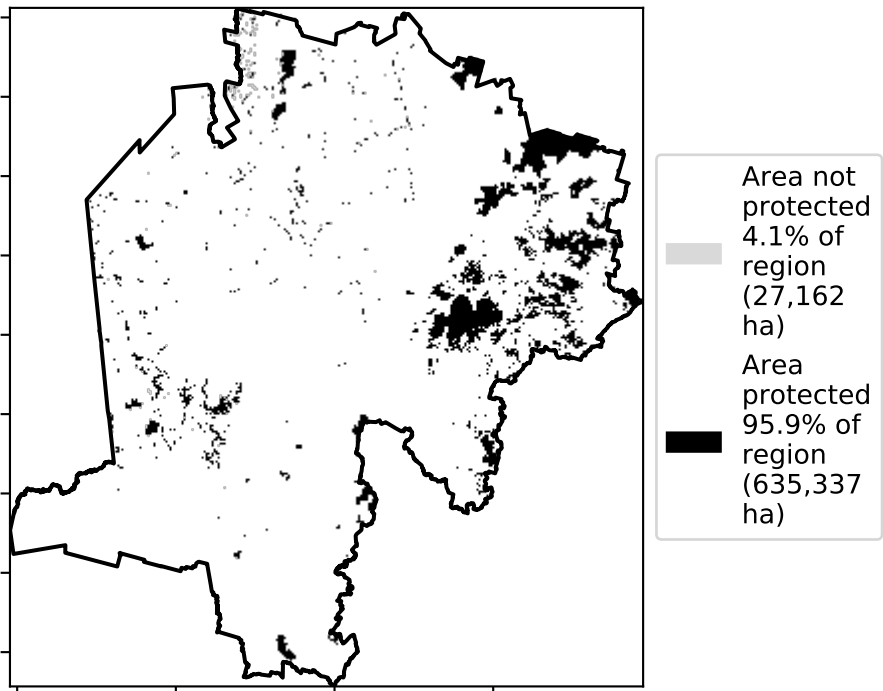 Area not
protected
4.1% of
region
(27,162
ha)
Area
protected
95.9% of
region
(635,337
ha)